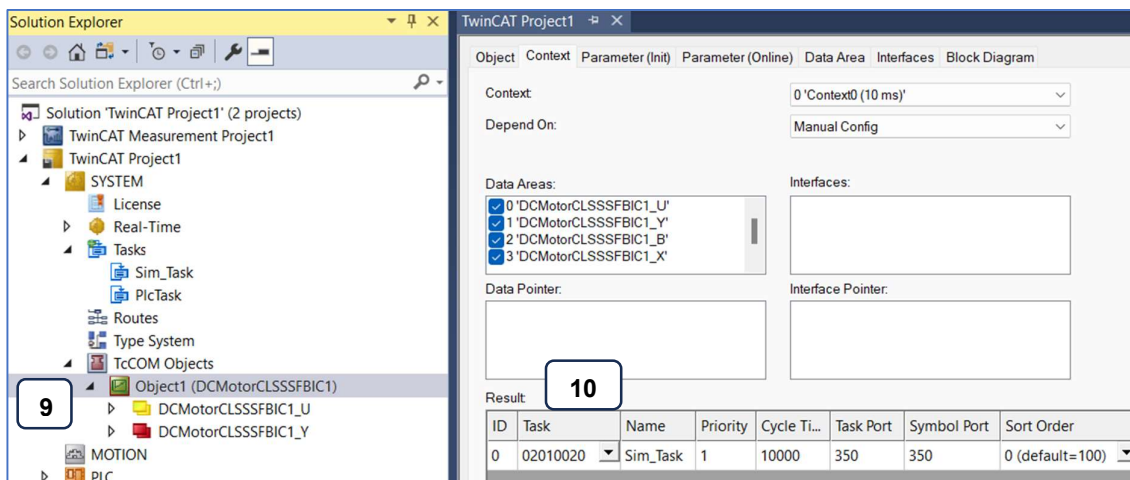 Solution Explorer
Search Solution Explorer (Ctrl+;)
Solution 'TwinCAT Project1' (2 projects)
TwinCAT Measurement Project1
TwinCAT Project1
SYSTEM
License
Real-Time
Tasks
Sim_Task
PlcTask
Routes
Type System
TcCOM Objects
Object1 (DCMotorCLSSSFBIC1)
9
DCMotorCLSSSFBIC1_U
DCMotorCLSSSFBIC1_Y
MOTION
PLC
TwinCAT Project1
Object Context Parameter (Init) Parameter (Online) Data Area Interfaces Block Diagram
Context: 0 'Context0 (10 ms)'
Depend On: Manual Config
Data Areas: Interfaces:
0 'DCMotorCLSSSFBIC1_U'
1 'DCMotorCLSSSFBIC1_Y'
2 'DCMotorCLSSSFBIC1_B'
3 'DCMotorCLSSSFBIC1_X'
Data Pointer: Interface Pointer:
10
Result:
ID Task Name Priority Cycle Ti... Task Port Symbol Port Sort Order
0 02010020 Sim_Task 1 10000 350 350 0 (default=100)